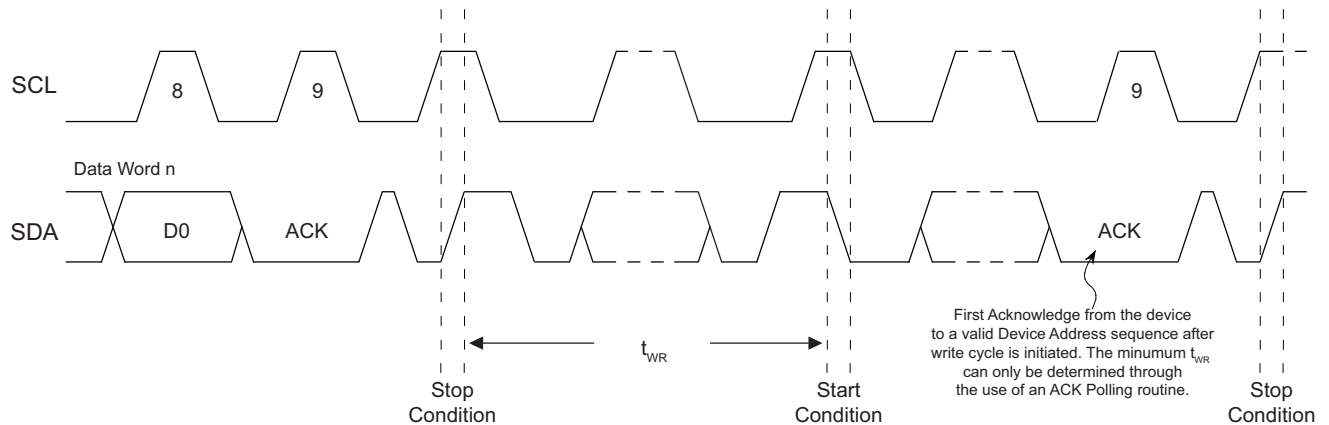 SCL
8
9
9
Data Word n
SDA
D0
ACK
ACK
First Acknowledge from the device
to a valid Device Address sequence after
write cycle is initiated. The minumum tWR
can only be determined through
the use of an ACK Polling routine.
tWR
Stop
Condition
Start
Condition
Stop
Condition